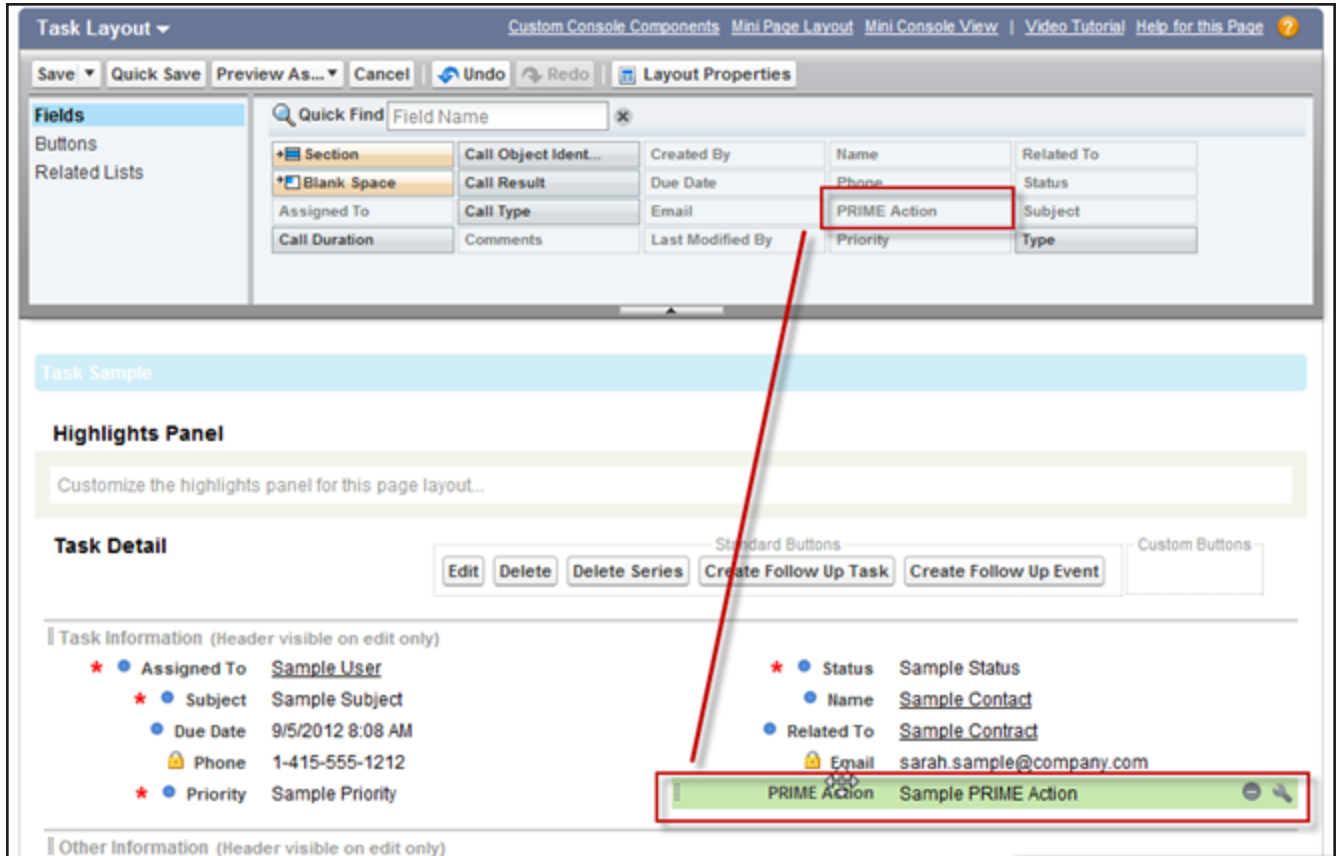 Task Layout Custom Console Components Mini Page Layout Mini Console View | Video Tutorial Help for this Page ?
Save Quick Save Preview As... Cancel Undo Redo Layout Properties
Fields
Buttons
Related Lists
Quick Find Field Name
Section Call Object Ident... Created By Name Related To
Blank Space Call Result Due Date Phone Status
Assigned To Call Type Email PRIME Action Subject
Call Duration Comments Last Modified By Priority Type
Task Sample
Highlights Panel
Customize the highlights panel for this page layout...
Task Detail
Standard Buttons
Custom Buttons
Edit Delete Delete Series Create Follow Up Task Create Follow Up Event
Task Information (Header visible on edit only)
* Assigned To Sample User * Status Sample Status
* Subject Sample Subject Name Sample Contact
Due Date 9/5/2012 8:08 AM Related To Sample Contract
Phone 1-415-555-1212 Email sarah.sample@company.com
* Priority Sample Priority PRIME Action Sample PRIME Action
Other Information (Header visible on edit only)